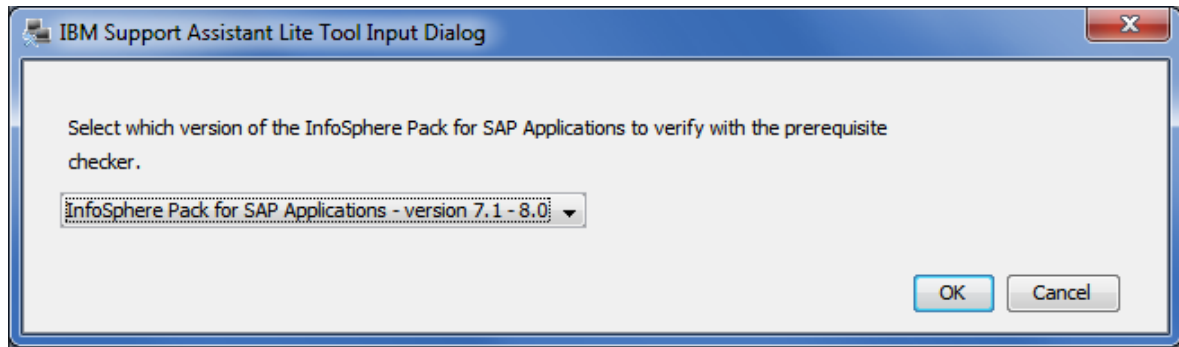 IBM Support Assistant Lite Tool Input Dialog
Select which version of the InfoSphere Pack for SAP Applications to verify with the prerequisite
checker.
InfoSphere Pack for SAP Applications - version 7.1 - 8.0
OK Cancel